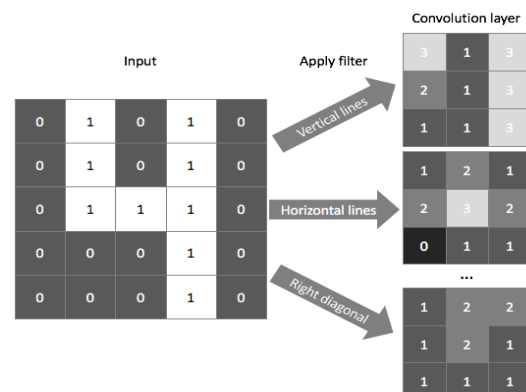 Convolution layer
Input
Apply filter
0 1 0 1 0
0 1 0 1 0
0 1 1 1 0
0 0 0 1 0
0 0 0 1 0
Vertical lines
3 1 3
2 1 3
1 1 3
Horizontal lines
1 2 1
2 3 2
0 1 1
...
Right diagonal
1 2 2
1 2 1
1 1 1